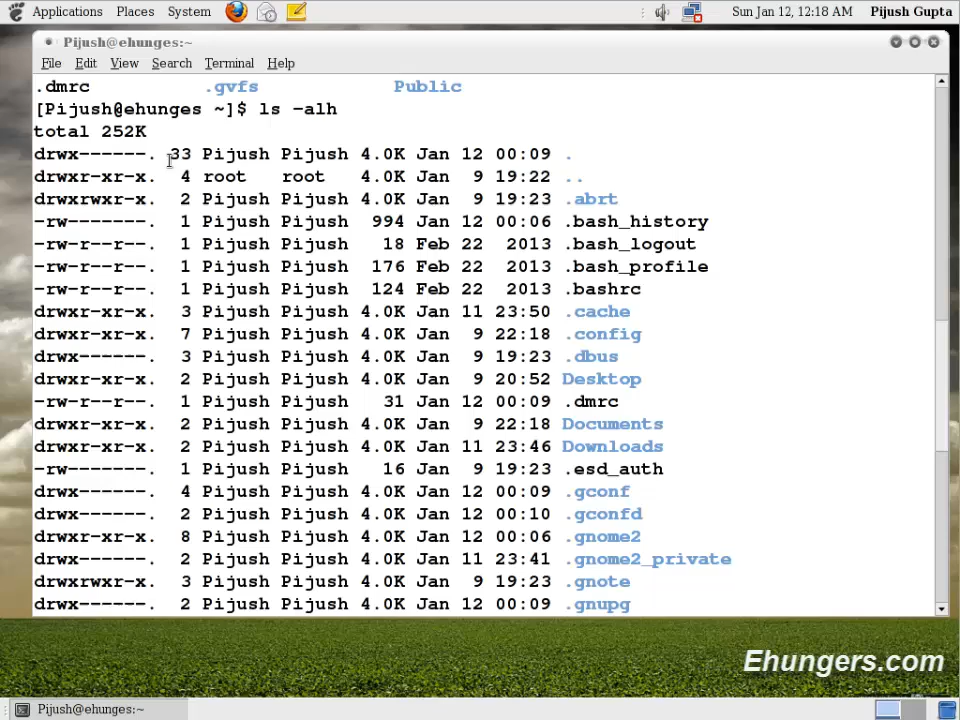 Applications Places System Sun Jan 12, 12:18 AM Pijush Gupta
Pijush@ehunges:~
File Edit View Search Terminal Help
.dmrc .gvfs Public
[Pijush@ehunges ~]$ ls -alh
total 252K
drwx------. 33 Pijush Pijush 4.0K Jan 12 00:09 .
drwxr-xr-x. 4 root root 4.0K Jan 9 19:22 ..
drwxrwxr-x. 2 Pijush Pijush 4.0K Jan 9 19:23 .abrt
-rw-------. 1 Pijush Pijush 994 Jan 12 00:06 .bash_history
-rw-r--r--. 1 Pijush Pijush 18 Feb 22 2013 .bash_logout
-rw-r--r--. 1 Pijush Pijush 176 Feb 22 2013 .bash_profile
-rw-r--r--. 1 Pijush Pijush 124 Feb 22 2013 .bashrc
drwxr-xr-x. 3 Pijush Pijush 4.0K Jan 11 23:50 .cache
drwxr-xr-x. 7 Pijush Pijush 4.0K Jan 9 22:18 .config
drwx------. 3 Pijush Pijush 4.0K Jan 9 19:23 .dbus
drwxr-xr-x. 2 Pijush Pijush 4.0K Jan 9 20:52 Desktop
-rw-r--r--. 1 Pijush Pijush 31 Jan 12 00:09 .dmrc
drwxr-xr-x. 2 Pijush Pijush 4.0K Jan 9 22:18 Documents
drwxr-xr-x. 2 Pijush Pijush 4.0K Jan 11 23:46 Downloads
-rw-------. 1 Pijush Pijush 16 Jan 9 19:23 .esd_auth
drwx------. 4 Pijush Pijush 4.0K Jan 12 00:09 .gconf
drwx------. 2 Pijush Pijush 4.0K Jan 12 00:10 .gconfd
drwxr-xr-x. 8 Pijush Pijush 4.0K Jan 12 00:06 .gnome2
drwx------. 2 Pijush Pijush 4.0K Jan 11 23:41 .gnome2_private
drwxrwxr-x. 3 Pijush Pijush 4.0K Jan 9 19:23 .gnote
drwx------. 2 Pijush Pijush 4.0K Jan 12 00:09 .gnupg
Ehungers.com
Pijush@ehunges:~